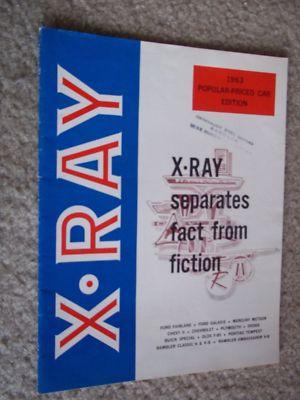 X•RAY
1963
POPULAR-PRICED CAR
EDITION
X•RAY
separates
fact from
fiction
R
FORD FAIRLANE • FORD GALAXIE • MERCURY METEOR
CHEVY II • CHEVROLET • PLYMOUTH • DODGE
BUICK SPECIAL • OLDS F-85 • PONTIAC TEMPEST
RAMBLER CLASSIC 6 & V-8 • RAMBLER AMBASSADOR V-8